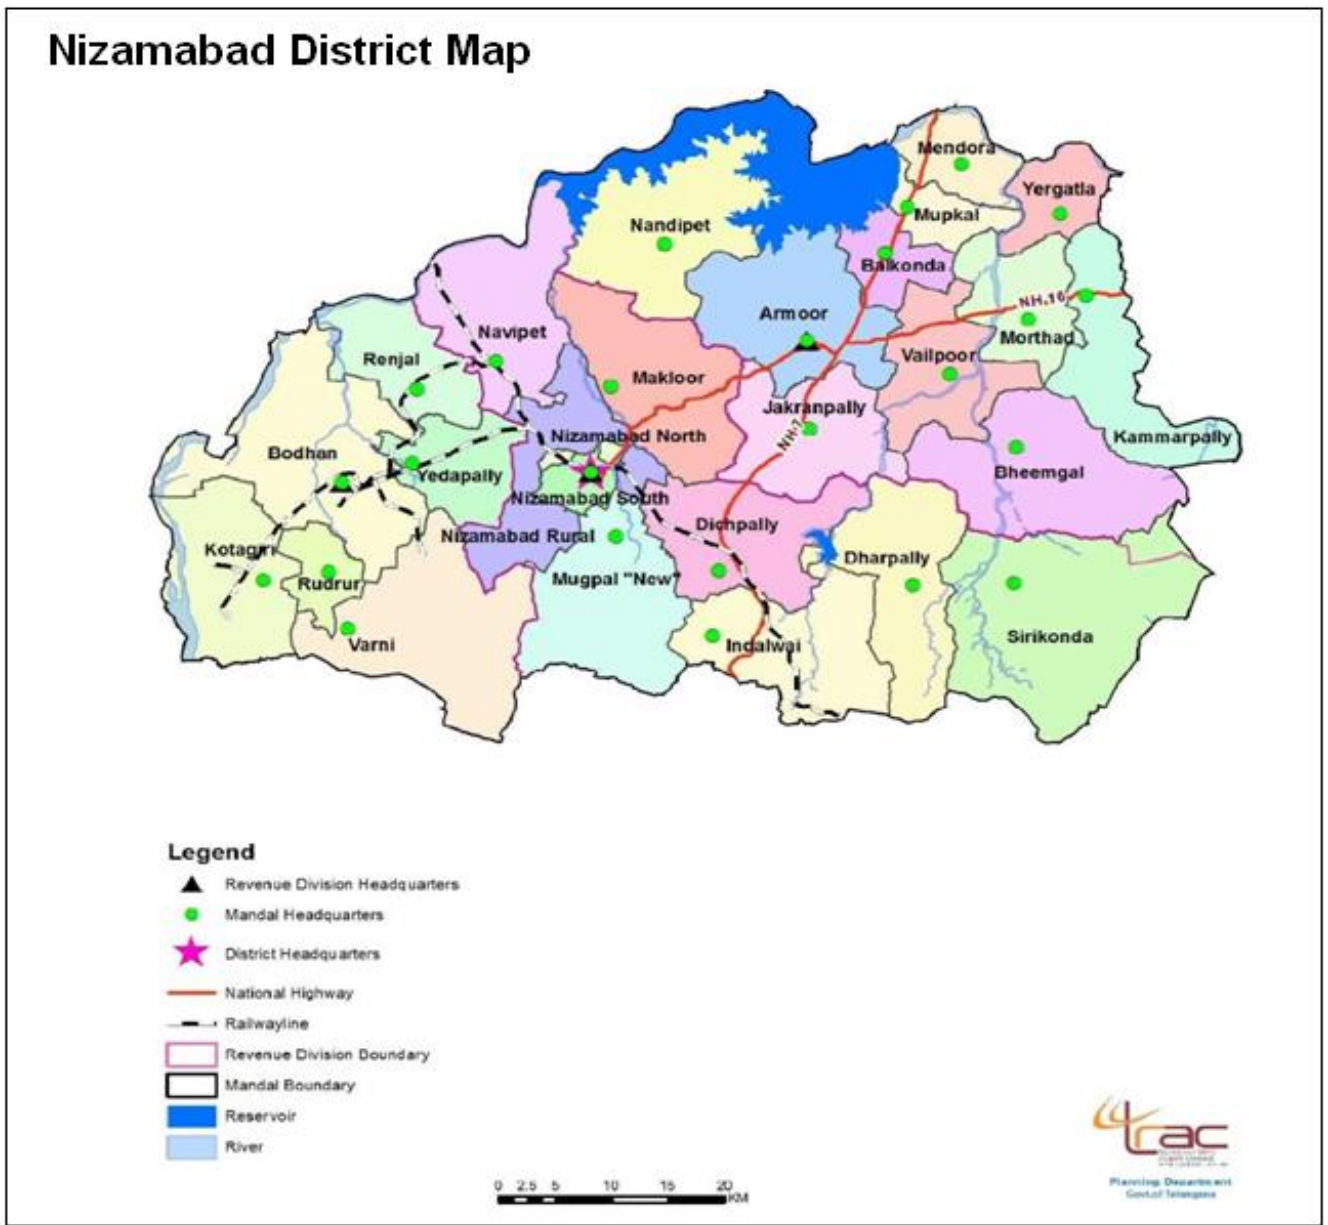 Nizamabad District Map
Mendora
Yergatla
Mupkal
Nandipet
Balkonda
NH.16
Armoor
Navipet
Morthad
Renjal
Vailpoor
Makloor
Jakranpally
NH-7
Nizamabad North
Kammarpally
Bodhan
Yedapally
Bheemgal
Nizamabad South
Dichpally
Nizamabad Rural
Kotagiri
Dharpally
Rudrur
Mugpal "New"
Sirikonda
Varni
Indalwai
Legend
Revenue Division Headquarters
Mandal Headquarters
District Headquarters
National Highway
Railwayline
Revenue Division Boundary
Mandal Boundary
Reservoir
River
0 2.5 5 10 15 20
KM
trac
Planning Department
Govt.of Telangana